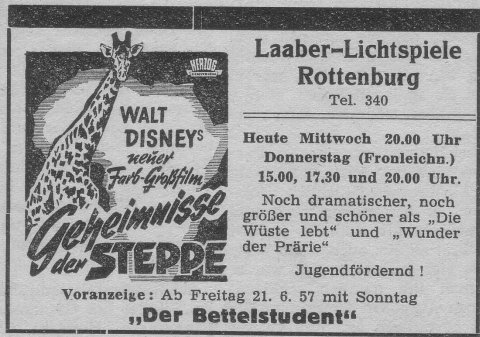 HERZOG
WALT
DISNEYS
neuer
Farb-Großfilm
Geheimnisse
der STEPPE
Laaber-Lichtspiele
Rottenburg
Tel. 340
Heute Mittwoch 20.00 Uhr
Donnerstag (Fronleichn.)
15.00, 17,30 und 20.00 Uhr.
Noch dramatischer, noch
größer und schöner als „Die
Wüste lebt“ und „Wunder
der Prärie“
Jugendfördernd !
Voranzeige: Ab Freitag 21. 6. 57 mit Sonntag
„Der Bettelstudent“